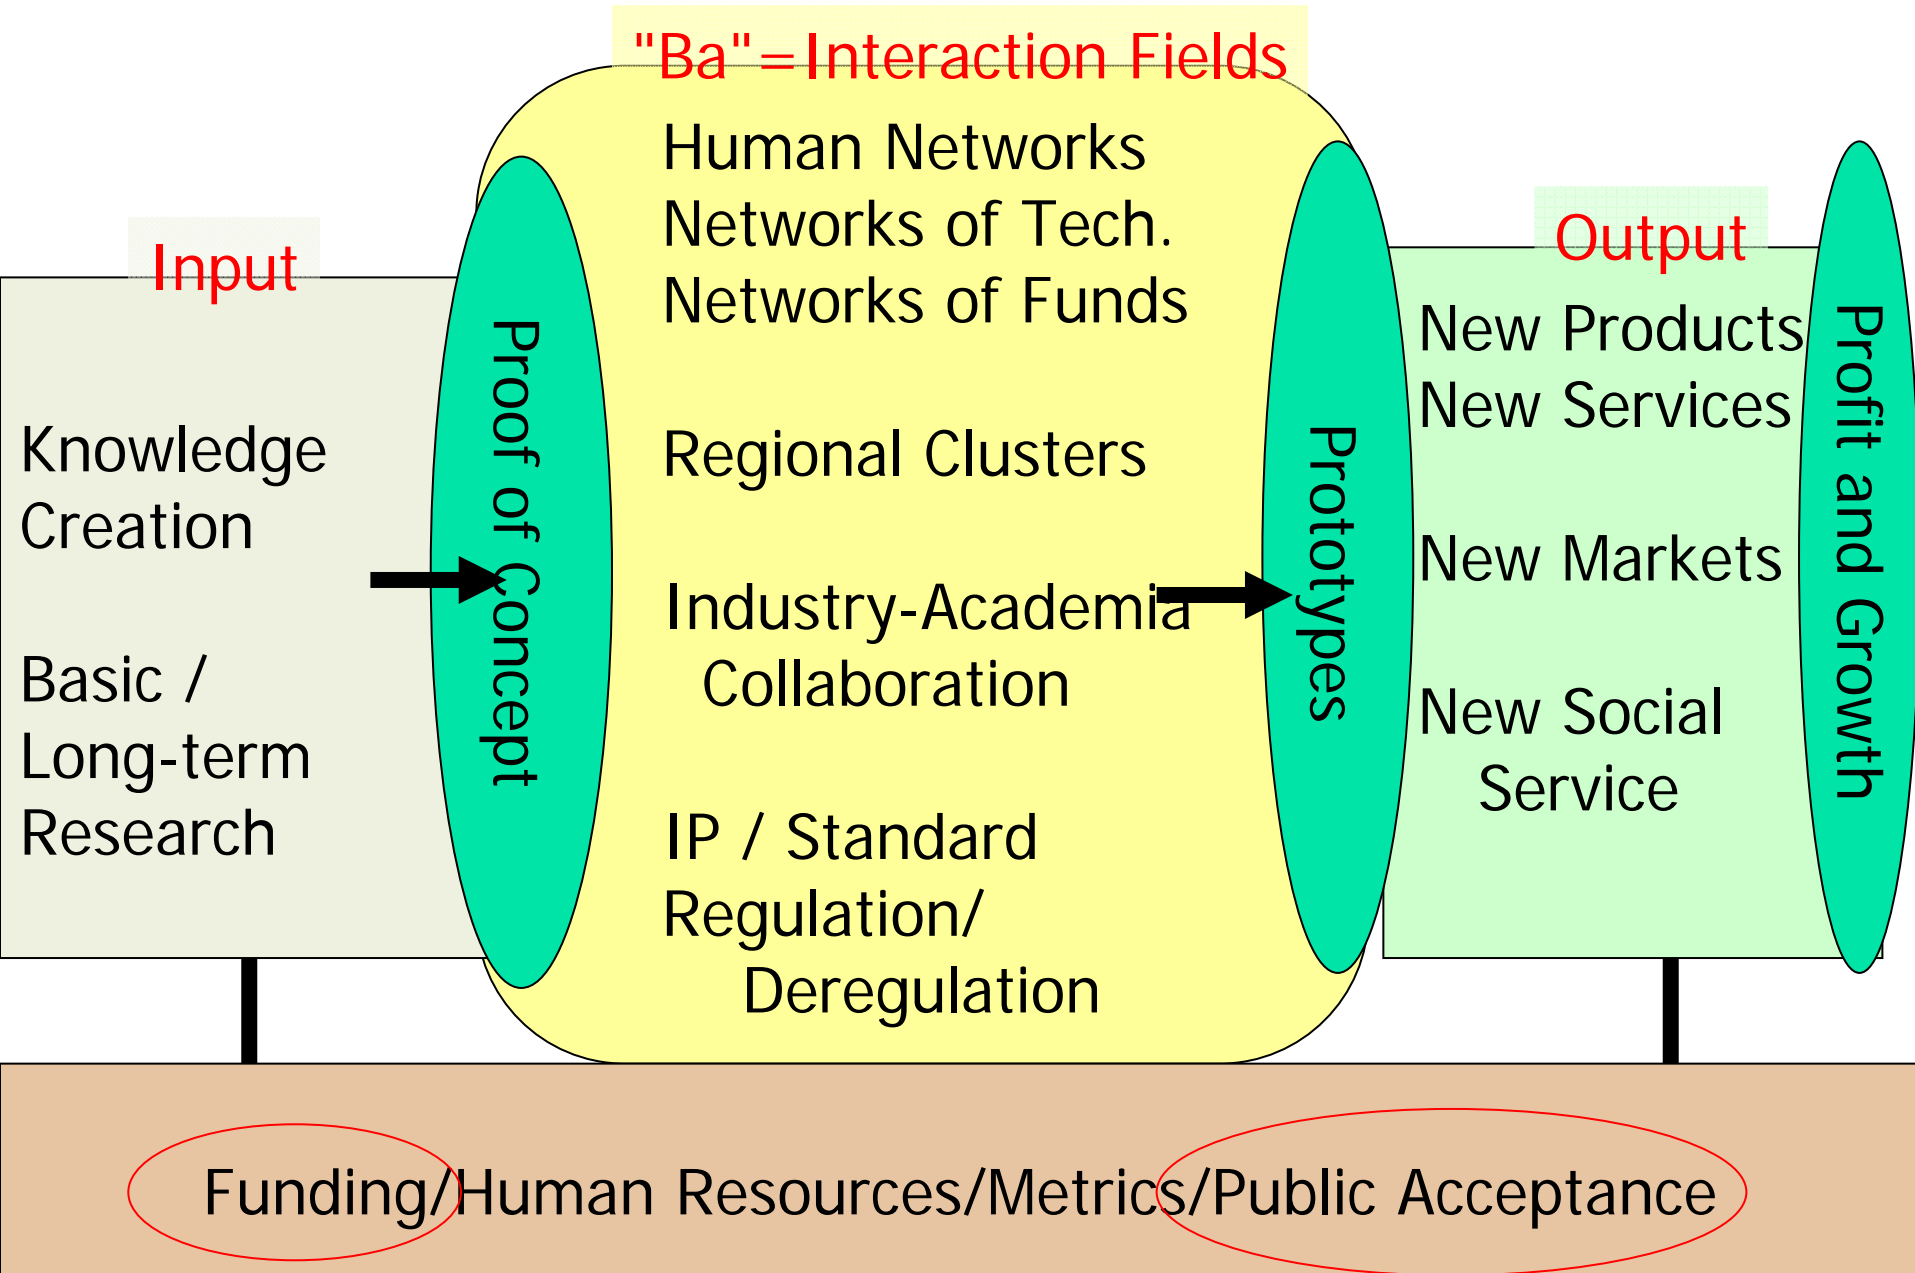 "Ba"=Interaction Fields
Input
Knowledge
Creation
Basic /
Long-term
Research
Proof of Concept
Human Networks
Networks of Tech.
Networks of Funds
Regional Clusters
Industry-Academia
Collaboration
IP / Standard
Regulation/
Deregulation
Prototypes
Output
New Products
New Services
New Markets
New Social
Service
Profit and Growth
Funding/Human Resources/Metrics/Public Acceptance